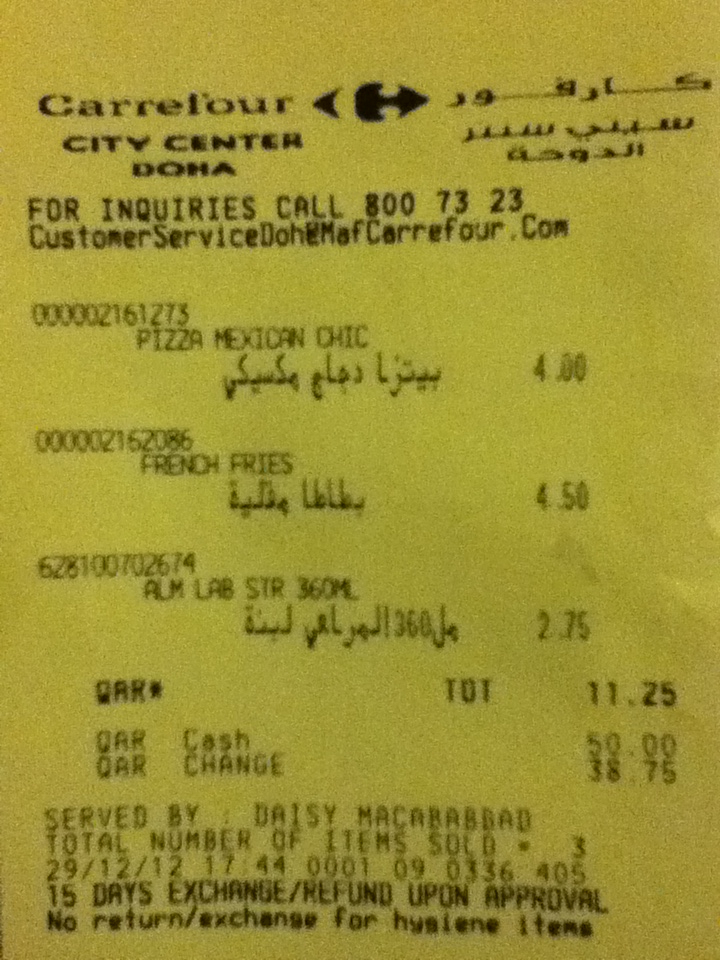 Carrefour كارفور
CITY CENTER سيتي سنتر
DOHA الدوحة
FOR INQUIRIES CALL 800 73 23
CustomerServiceDoh@MafCarrefour.Com
000002161273
PIZZA MEXICAN CHIC
بيتزا دجاج مكسيكي 4.00
000002162086
FRENCH FRIES
بطاطا مقلية 4.50
628100702674
ALM LAB STR 360ML
مل360المراعي لبنة 2.75
QAR* TOT 11.25
QAR Cash 50.00
QAR CHANGE 38.75
SERVED BY : DAISY MACABABBAD
TOTAL NUMBER OF ITEMS SOLD = 3
29/12/12 17:44 0001 09 0336 405
15 DAYS EXCHANGE/REFUND UPON APPROVAL
No return/exchange for hygiene items